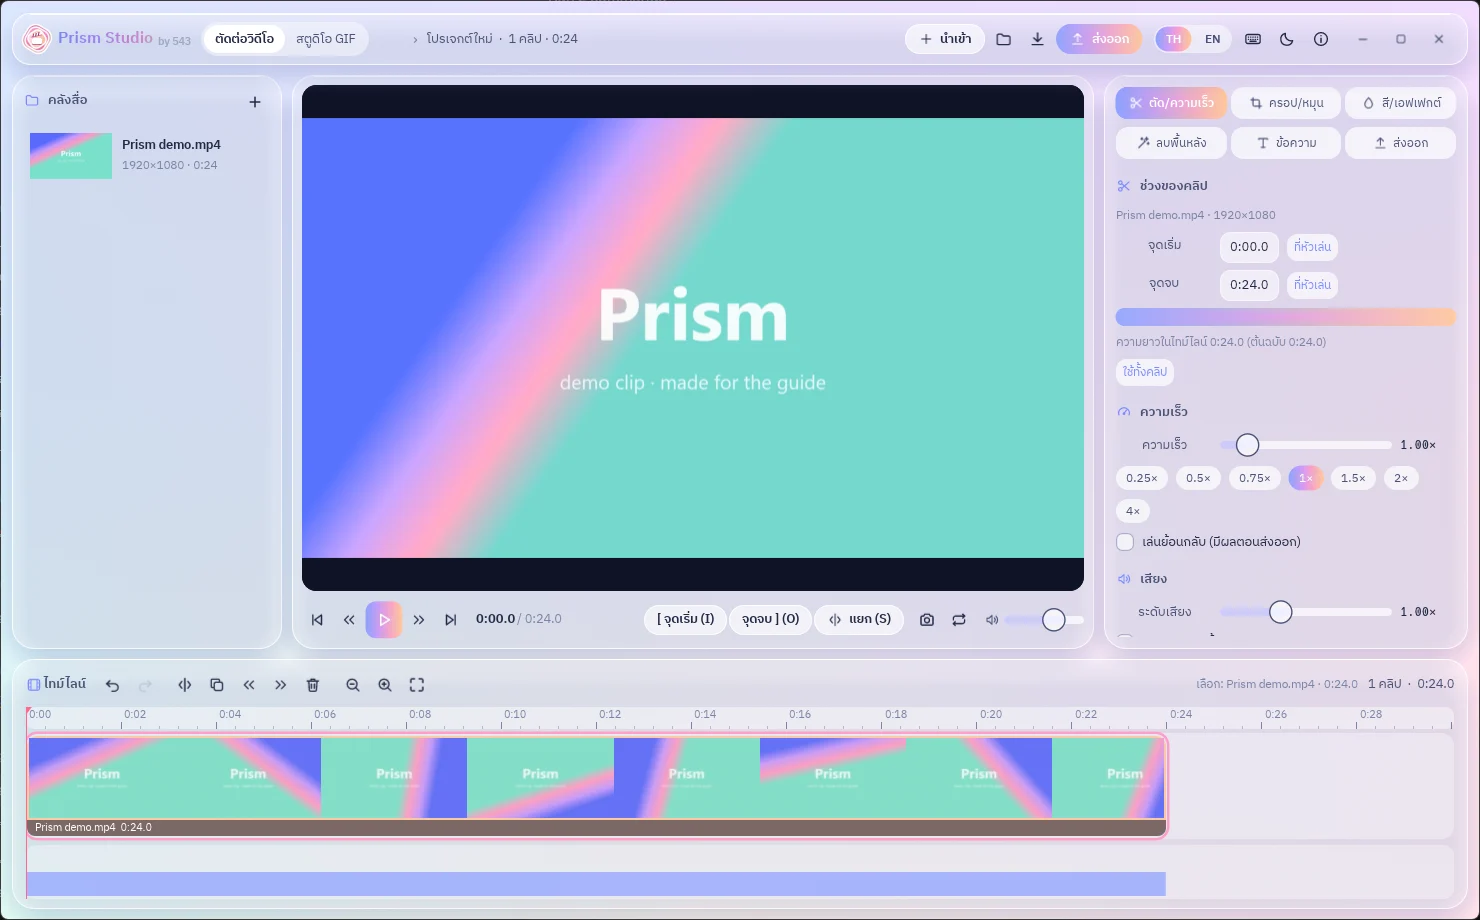 Prism Studio by 543
ตัดต่อวิดีโอ
สตูดิโอ GIF
› โปรเจกต์ใหม่ · 1 คลิป · 0:24
นำเข้า
ส่งออก
TH
EN
คลังสื่อ
Prism
Prism demo.mp4
1920×1080 · 0:24
Prism
demo clip · made for the guide
0:00.0 / 0:24.0
[ จุดเริ่ม (I)
จุดจบ ] (O)
แยก (S)
ตัด/ความเร็ว
ครอป/หมุน
สี/เอฟเฟกต์
ลบพื้นหลัง
ข้อความ
ส่งออก
ช่วงของคลิป
Prism demo.mp4 · 1920×1080
จุดเริ่ม 0:00.0 ที่หัวเล่น
จุดจบ 0:24.0 ที่หัวเล่น
ความยาวในไทม์ไลน์ 0:24.0 (ต้นฉบับ 0:24.0)
ใช้ทั้งคลิป
ความเร็ว
ความเร็ว 1.00×
0.25× 0.5× 0.75× 1× 1.5× 2×
4×
เล่นย้อนกลับ (มีผลตอนส่งออก)
เสียง
ระดับเสียง 1.00×
ไทม์ไลน์
เลือก: Prism demo.mp4 · 0:24.0 1 คลิป · 0:24.0
0:00 0:02 0:04 0:06 0:08 0:10 0:12 0:14 0:16 0:18 0:20 0:22 0:24 0:26 0:28
Prism Prism Prism Prism Prism Prism Prism Prism
Prism demo.mp4 0:24.0